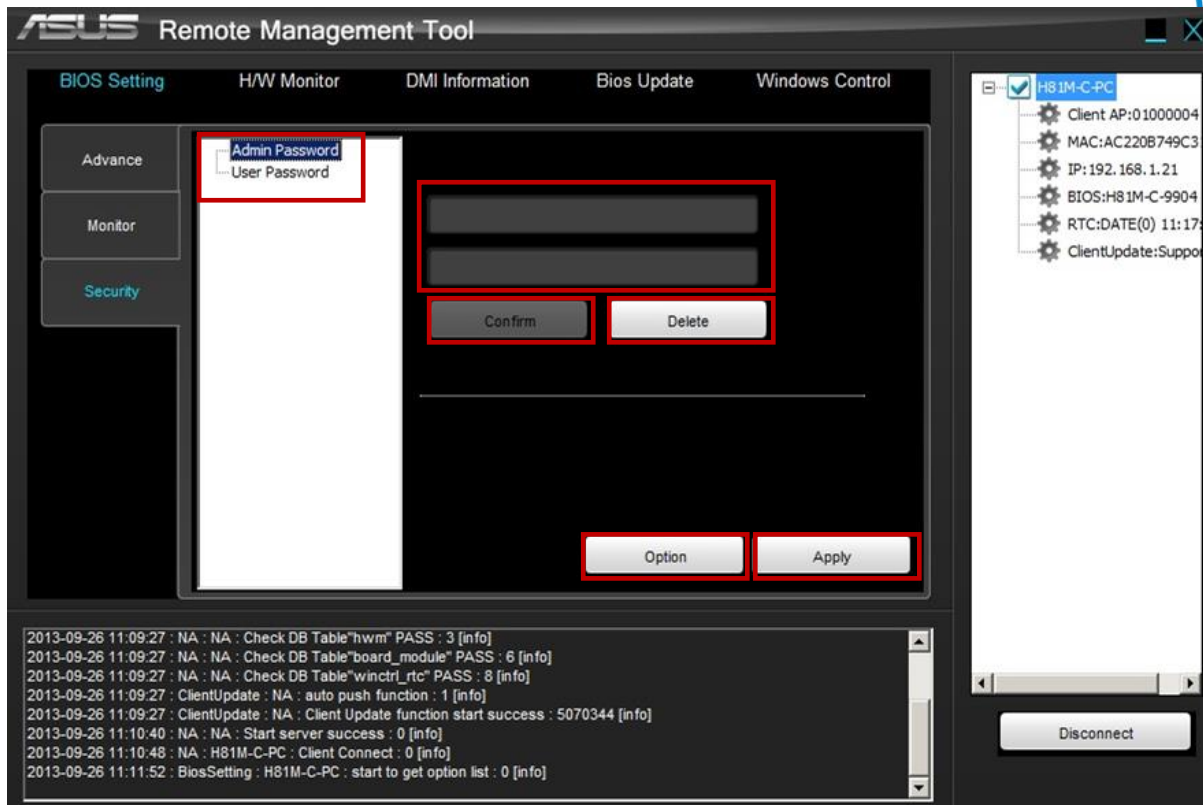 ASUS Remote Management Tool
BIOS Setting
H/W Monitor
DMI Information
Bios Update
Windows Control
Advance
Monitor
Security
Admin Password
User Password
Confirm
Delete
Option
Apply
H81M-C-PC
Client AP:01000004
MAC:AC220B749C3
IP:192.168.1.21
BIOS:H81M-C-9904
RTC:DATE(0) 11:17:
ClientUpdate:Suppor
Disconnect
2013-09-26 11:09:27 : NA : NA : Check DB Table"hwm" PASS : 3 [info]
2013-09-26 11:09:27 : NA : NA : Check DB Table"board_module" PASS : 6 [info]
2013-09-26 11:09:27 : NA : NA : Check DB Table"winctrl_rtc" PASS : 8 [info]
2013-09-26 11:09:27 : ClientUpdate : NA : auto push function : 1 [info]
2013-09-26 11:09:27 : ClientUpdate : NA : Client Update function start success : 5070344 [info]
2013-09-26 11:10:40 : NA : NA : Start server success : 0 [info]
2013-09-26 11:10:48 : NA : H81M-C-PC : Client Connect : 0 [info]
2013-09-26 11:11:52 : BiosSetting : H81M-C-PC : start to get option list : 0 [info]